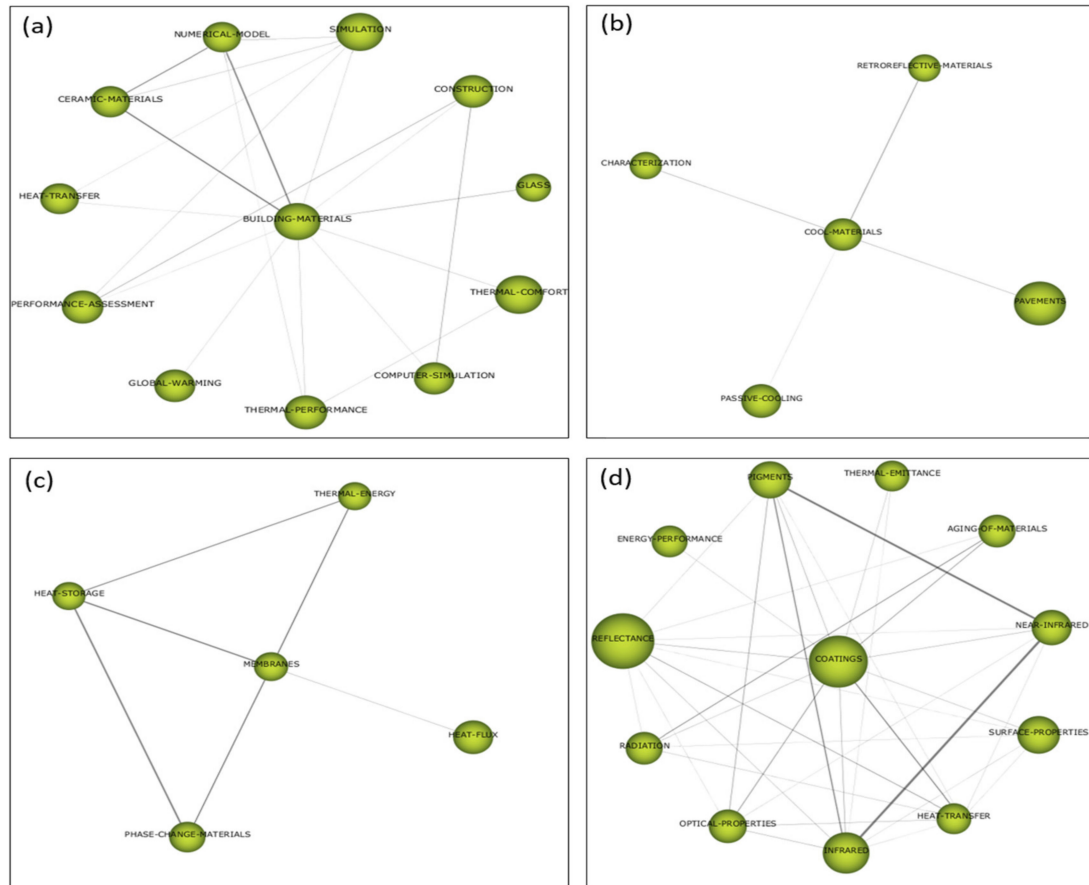 (a)
SIMULATION
NUMERICAL-MODEL
CONSTRUCTION
CERAMIC-MATERIALS
GLASS
HEAT-TRANSFER
BUILDING-MATERIALS
THERMAL-COMFORT
PERFORMANCE-ASSESSMENT
COMPUTER-SIMULATION
GLOBAL-WARMING
THERMAL-PERFORMANCE
(b)
RETROREFLECTIVE-MATERIALS
CHARACTERIZATION
COOL-MATERIALS
PAVEMENTS
PASSIVE-COOLING
(c)
THERMAL-ENERGY
HEAT-STORAGE
MEMBRANES
HEAT-FLUX
PHASE-CHANGE-MATERIALS
(d)
PIGMENTS
THERMAL-EMITTANCE
AGING-OF-MATERIALS
ENERGY-PERFORMANCE
NEAR-INFRARED
REFLECTANCE
COATINGS
SURFACE-PROPERTIES
RADIATION
HEAT-TRANSFER
OPTICAL-PROPERTIES
INFRARED